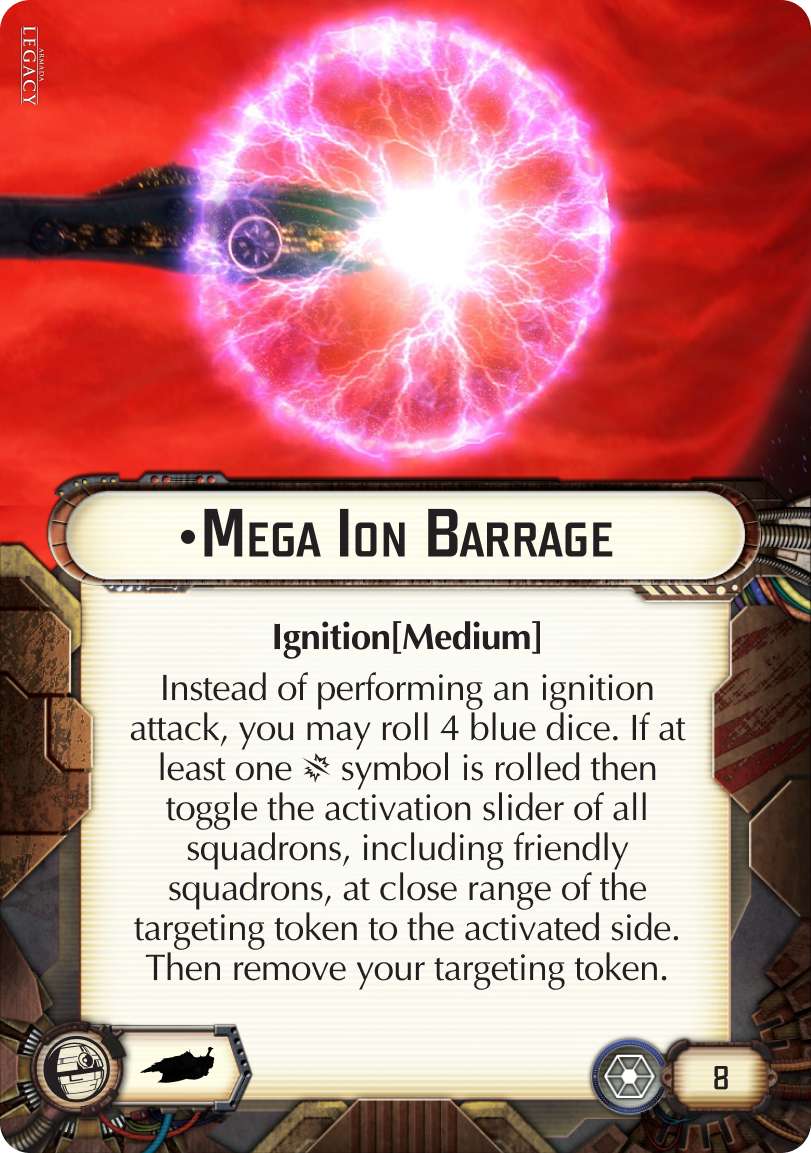 ARMADA
LEGACY
•Mega Ion Barrage
Ignition[Medium]
Instead of performing an ignition
attack, you may roll 4 blue dice. If at
least one symbol is rolled then
toggle the activation slider of all
squadrons, including friendly
squadrons, at close range of the
targeting token to the activated side.
Then remove your targeting token.
8